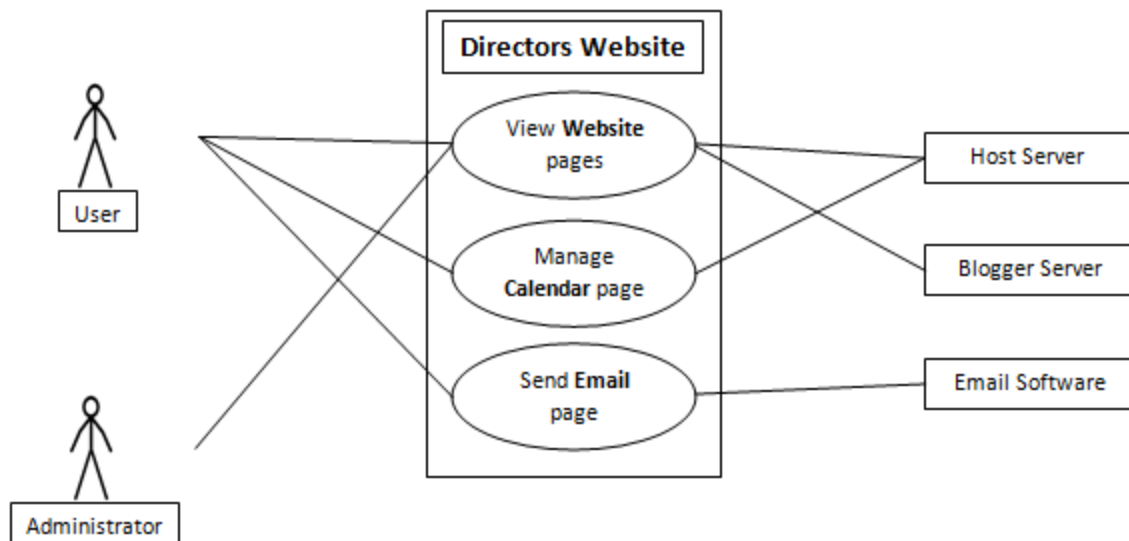 Directors Website
View Website
pages
User
Host Server
Manage
Calendar page
Blogger Server
Send Email
page
Email Software
Administrator